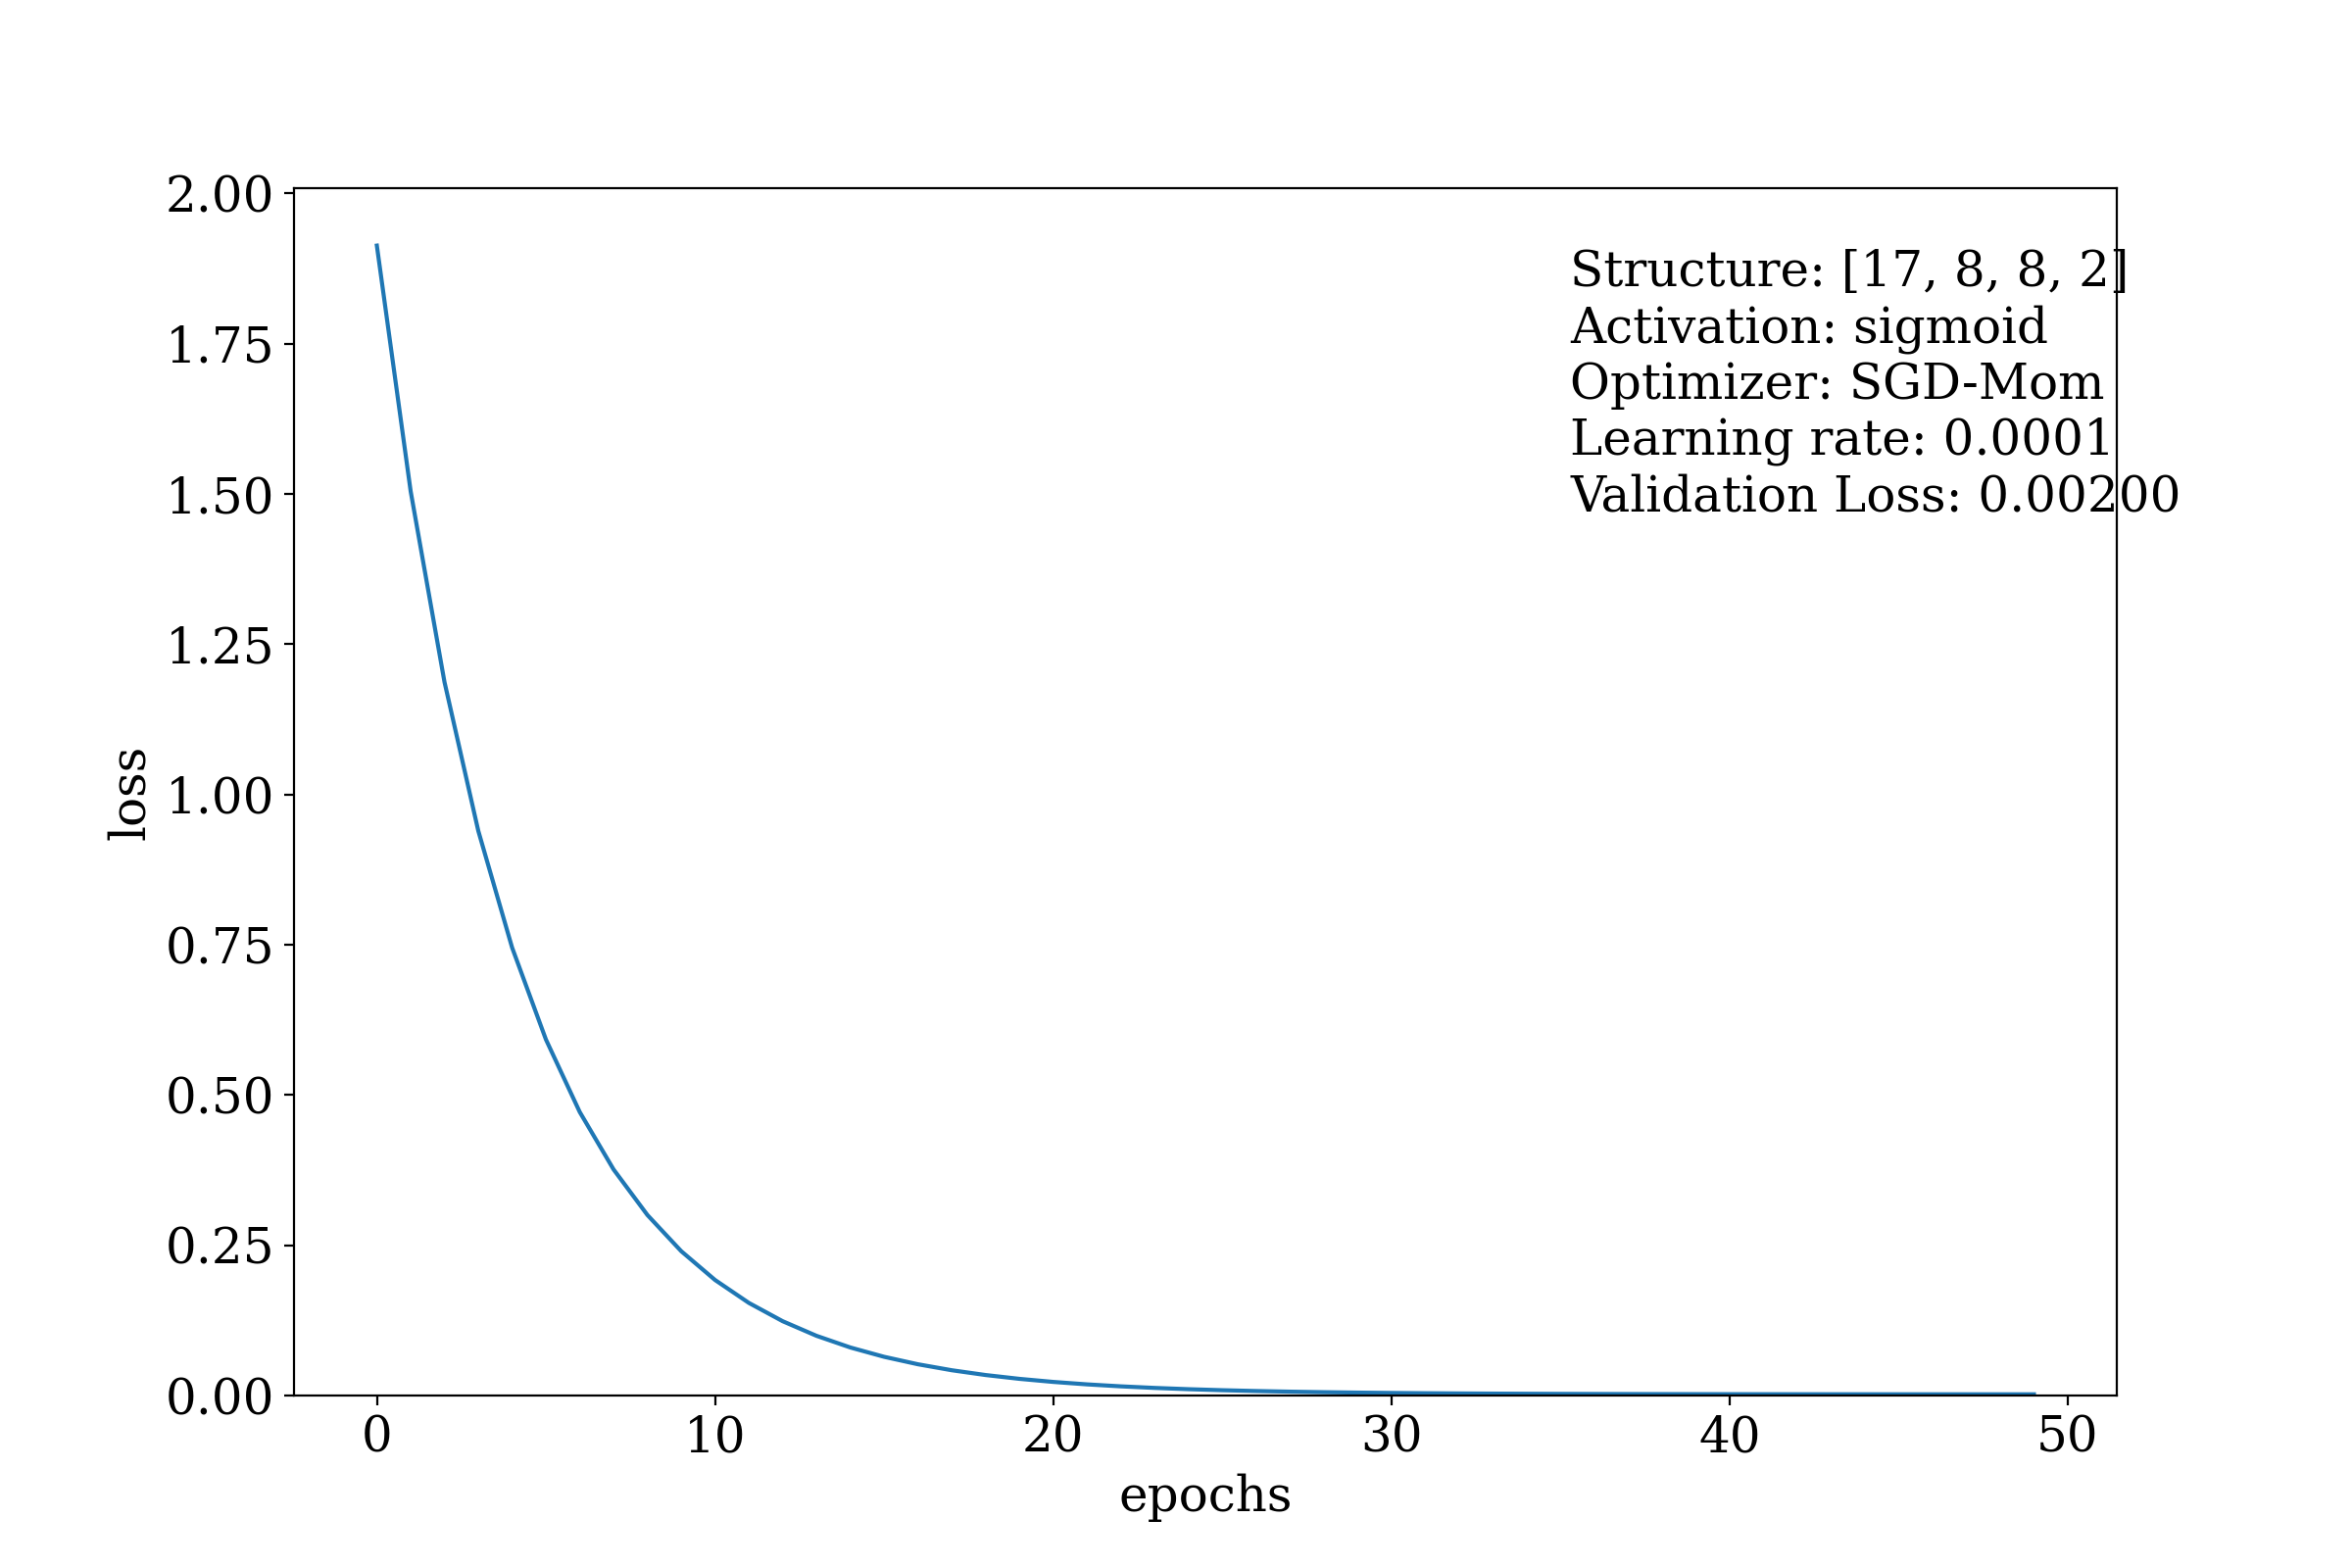 2.00
1.75
1.50
1.25
1.00
0.75
0.50
0.25
0.00
loss
Structure: [17, 8, 8, 2]
Activation: sigmoid
Optimizer: SGD-Mom
Learning rate: 0.0001
Validation Loss: 0.00200
0 10 20 30 40 50
epochs